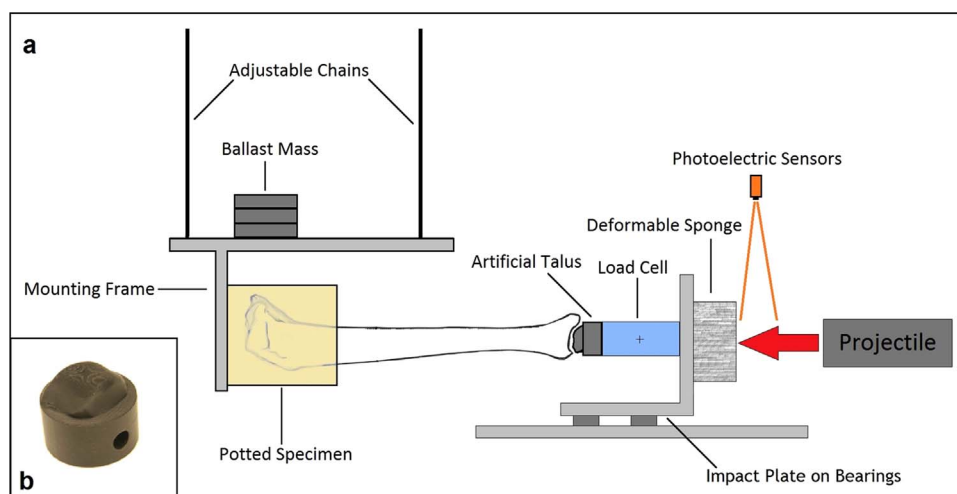 a
Adjustable Chains
Ballast Mass
Photoelectric Sensors
Deformable Sponge
Artificial Talus
Load Cell
Mounting Frame
Projectile
Potted Specimen
Impact Plate on Bearings
b